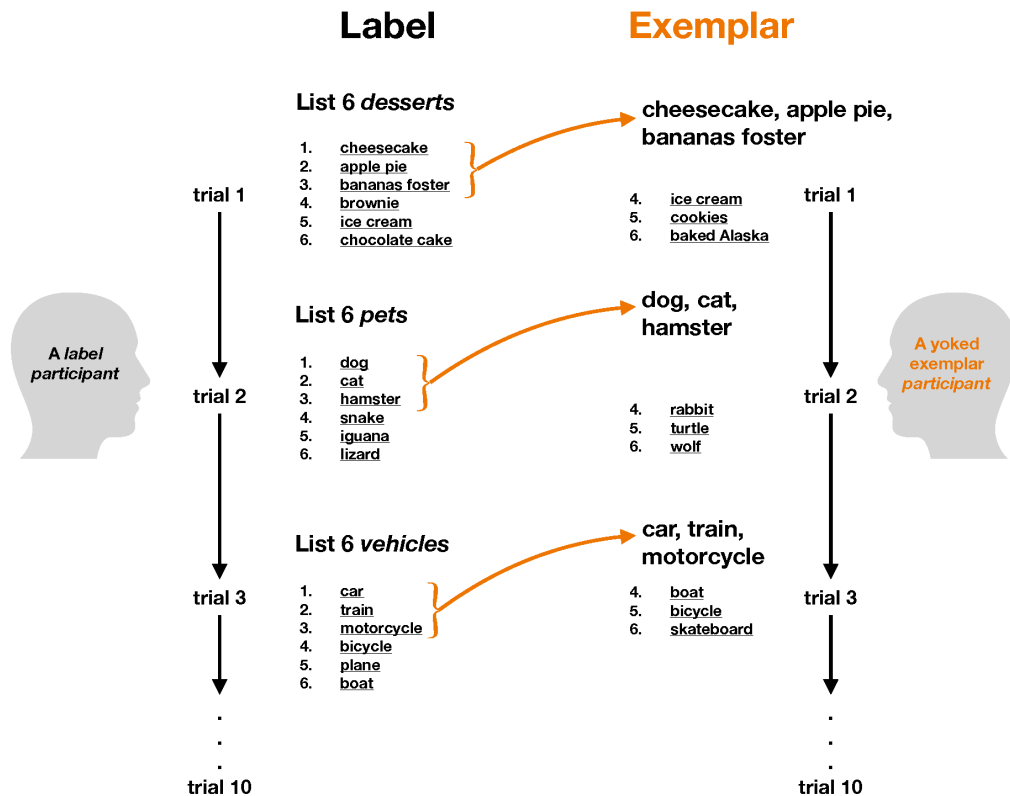 Label
Exemplar
List 6 desserts
1. cheesecake
2. apple pie
3. bananas foster
4. brownie
5. ice cream
6. chocolate cake
cheesecake, apple pie,
bananas foster
4. ice cream
5. cookies
6. baked Alaska
trial 1
trial 1
List 6 pets
1. dog
2. cat
3. hamster
4. snake
5. iguana
6. lizard
dog, cat,
hamster
4. rabbit
5. turtle
6. wolf
A label
participant
trial 2
trial 2
A yoked
exemplar
participant
List 6 vehicles
1. car
2. train
3. motorcycle
4. bicycle
5. plane
6. boat
car, train,
motorcycle
4. boat
5. bicycle
6. skateboard
trial 3
trial 3
.
.
.
.
.
.
trial 10
trial 10